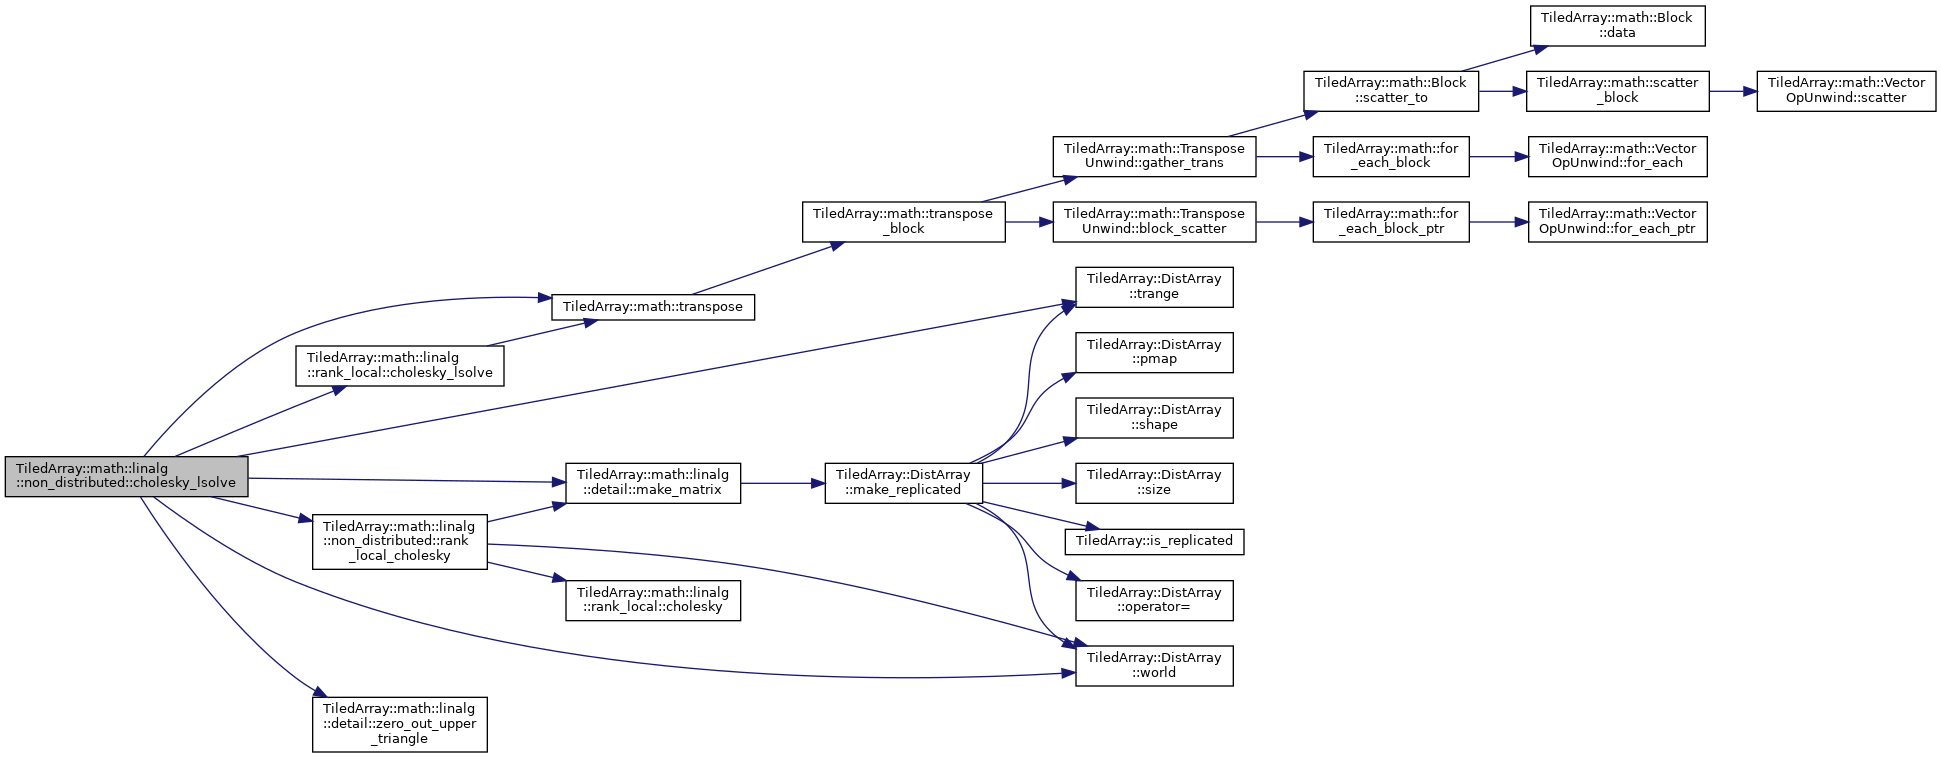 TiledArray::math::linalg
::non_distributed::cholesky_lsolve
TiledArray::math::transpose
TiledArray::math::linalg
::rank_local::cholesky_lsolve
TiledArray::math::transpose
_block
TiledArray::math::Transpose
Unwind::gather_trans
TiledArray::math::Transpose
Unwind::block_scatter
TiledArray::math::Block
::scatter_to
TiledArray::math::Block
::data
TiledArray::math::scatter
_block
TiledArray::math::Vector
OpUnwind::scatter
TiledArray::math::for
_each_block
TiledArray::math::Vector
OpUnwind::for_each
TiledArray::math::for
_each_block_ptr
TiledArray::math::Vector
OpUnwind::for_each_ptr
TiledArray::DistArray
::trange
TiledArray::DistArray
::pmap
TiledArray::DistArray
::shape
TiledArray::math::linalg
::detail::make_matrix
TiledArray::DistArray
::make_replicated
TiledArray::DistArray
::size
TiledArray::is_replicated
TiledArray::math::linalg
::non_distributed::rank
_local_cholesky
TiledArray::math::linalg
::rank_local::cholesky
TiledArray::DistArray
::operator=
TiledArray::DistArray
::world
TiledArray::math::linalg
::detail::zero_out_upper
_triangle